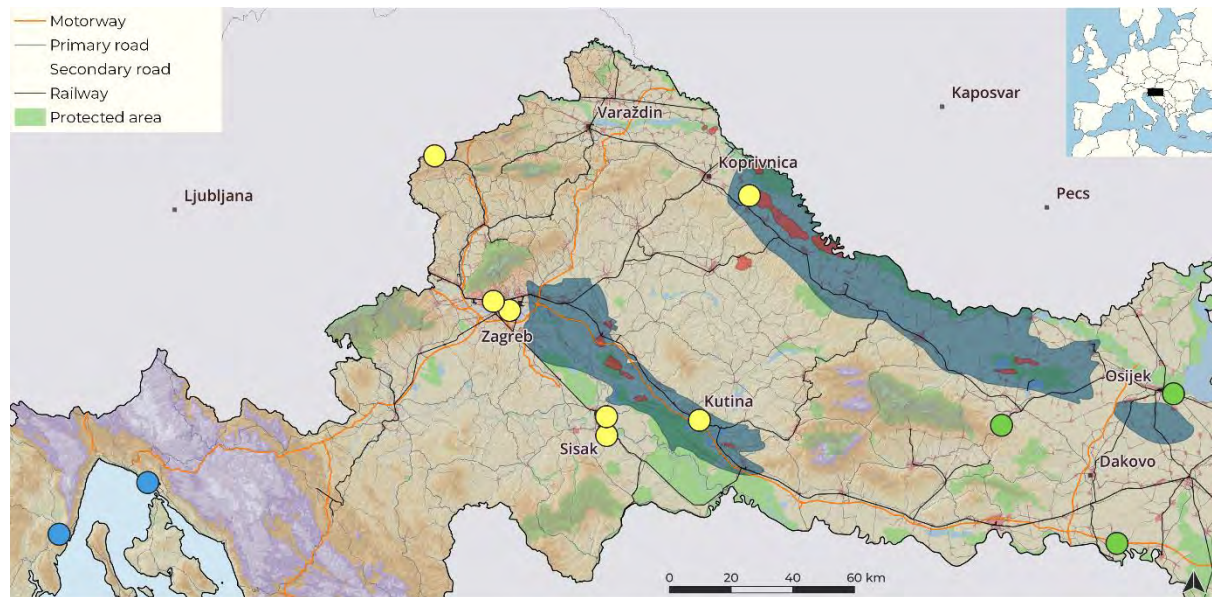 Motorway
Primary road
Secondary road
Railway
Protected area
Kaposvar
Varaždin
Koprivnica
Ljubljana
Pecs
Zagreb
Osijek
Kutina
Sisak
Dakovo
0 20 40 60 km